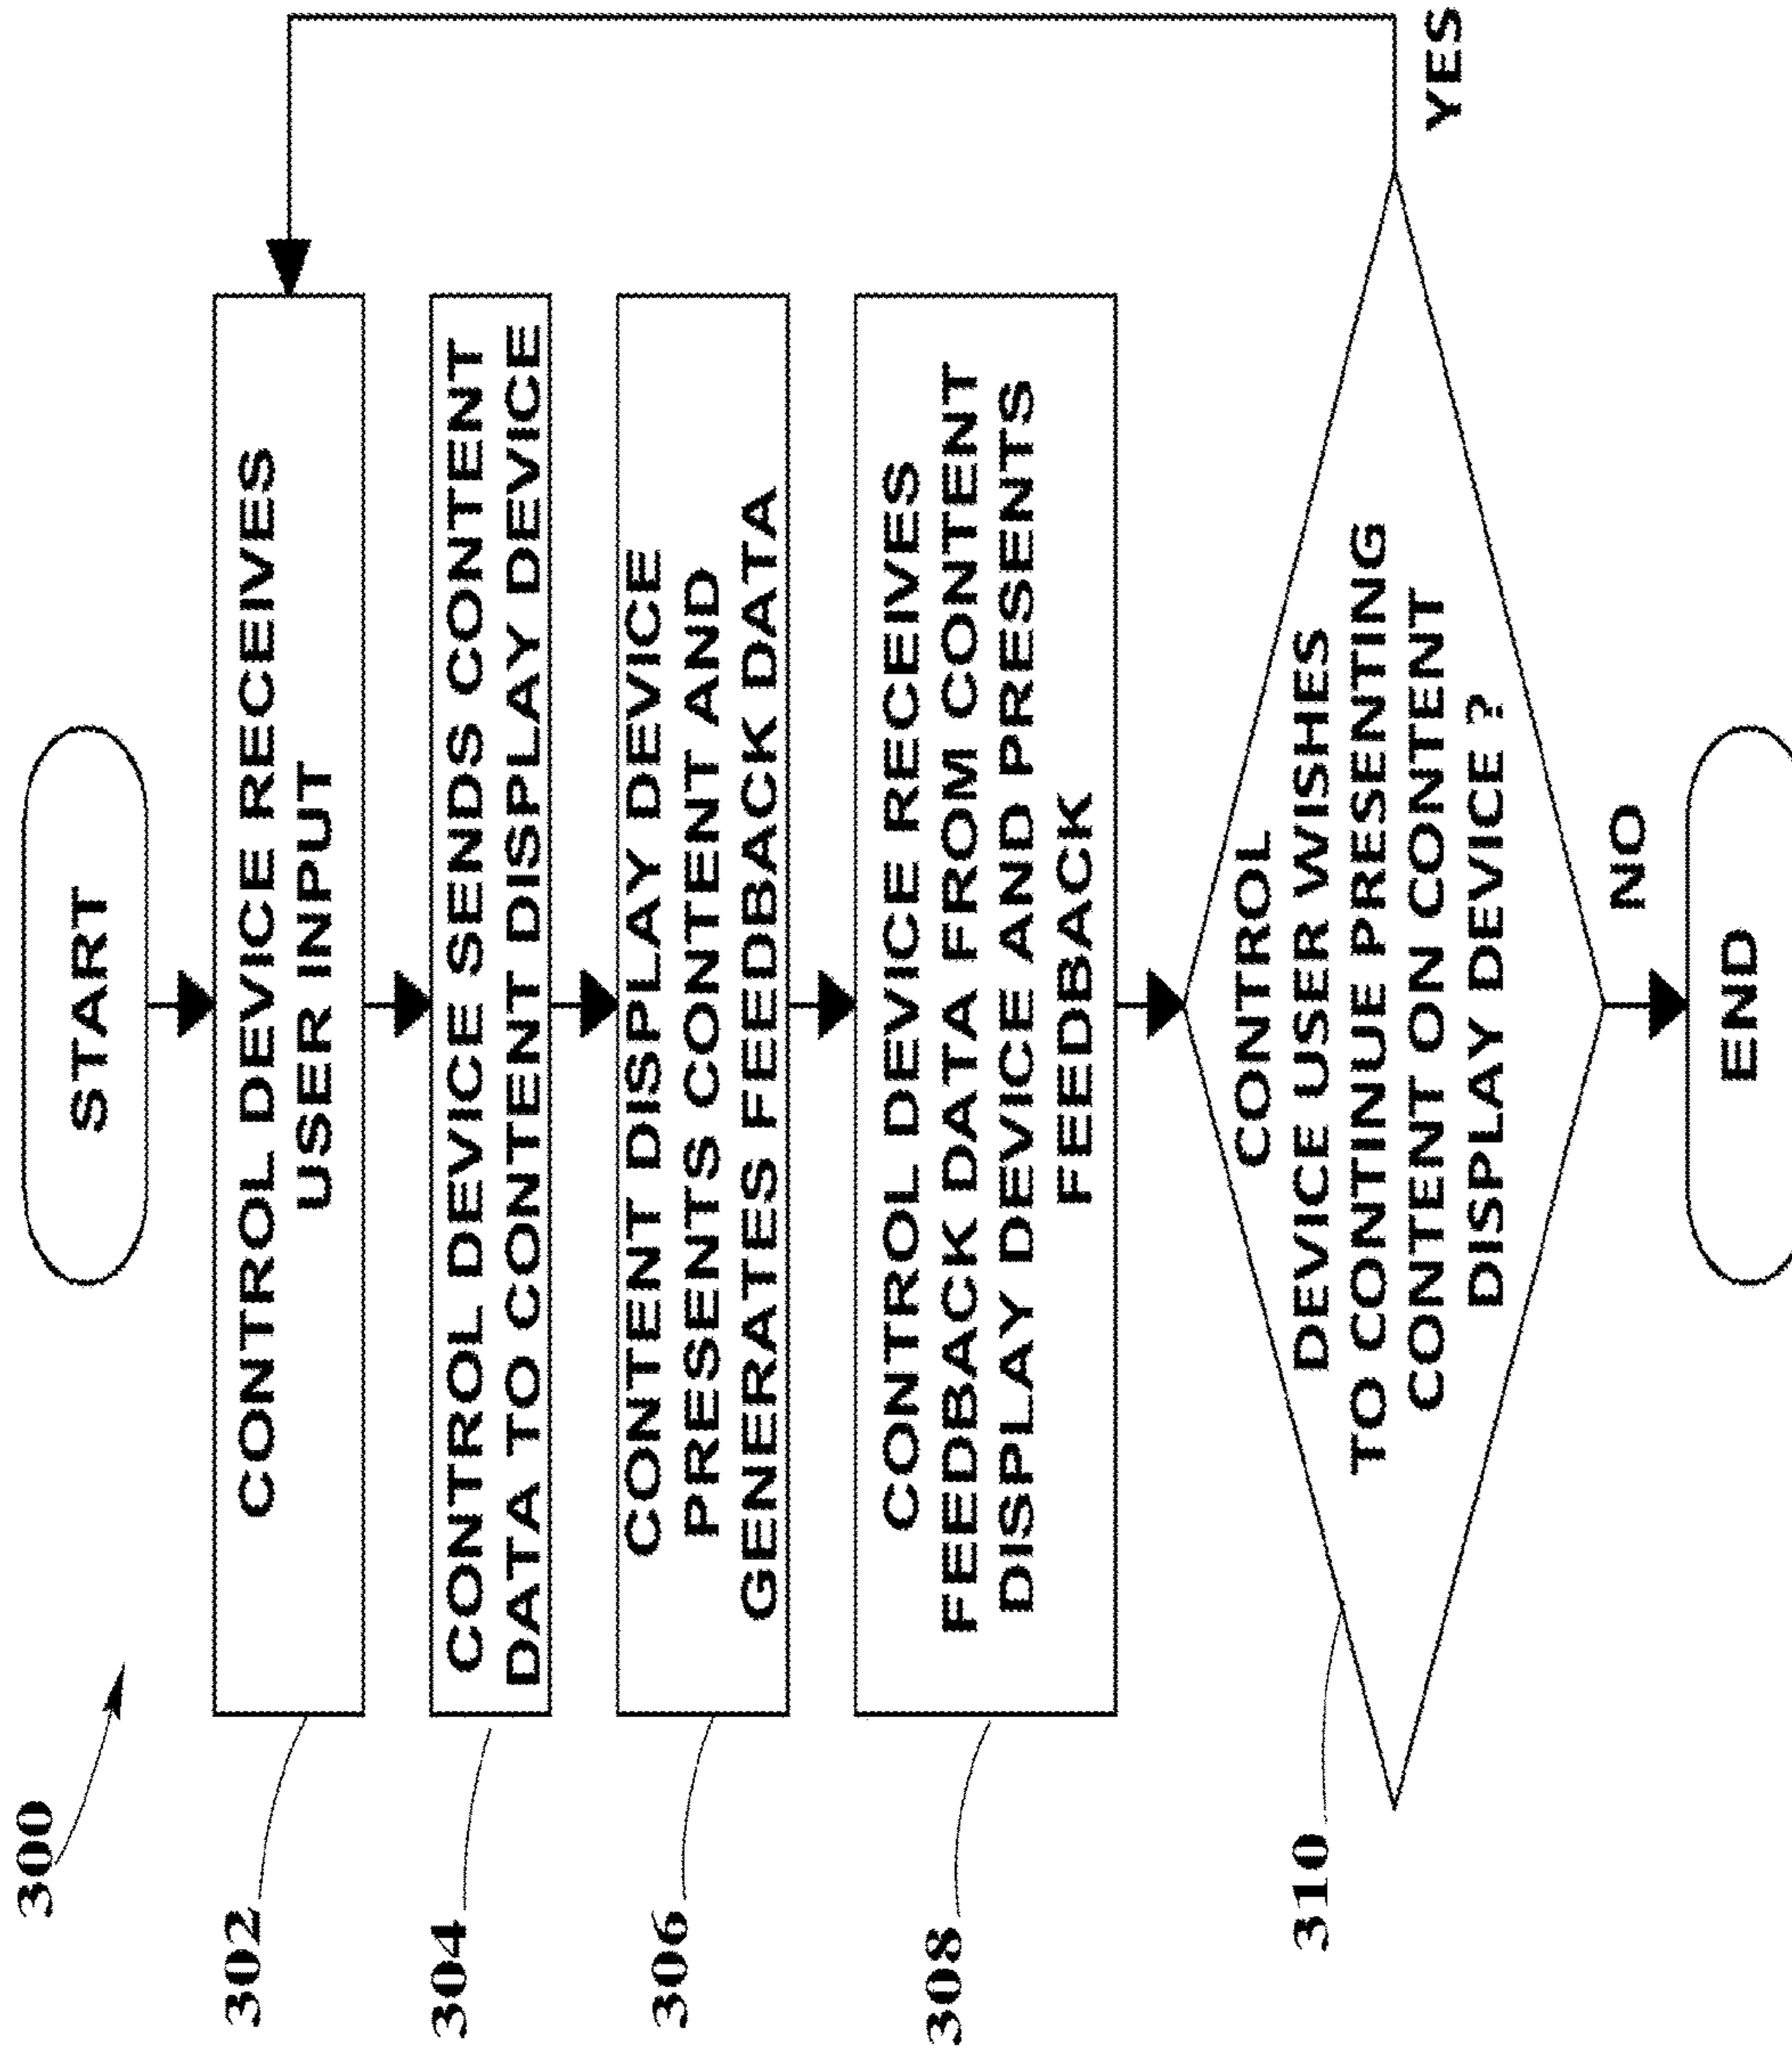 300
START
302
CONTROL DEVICE RECEIVES
USER INPUT
304
CONTROL DEVICE SENDS CONTENT
DATA TO CONTENT DISPLAY DEVICE
306
CONTENT DISPLAY DEVICE
PRESENTS CONTENT AND
GENERATES FEEDBACK DATA
308
CONTROL DEVICE RECEIVES
FEEDBACK DATA FROM CONTENT
DISPLAY DEVICE AND PRESENTS
FEEDBACK
310
CONTROL
DEVICE USER WISHES
TO CONTINUE PRESENTING
CONTENT ON CONTENT
DISPLAY DEVICE ?
YES
NO
END